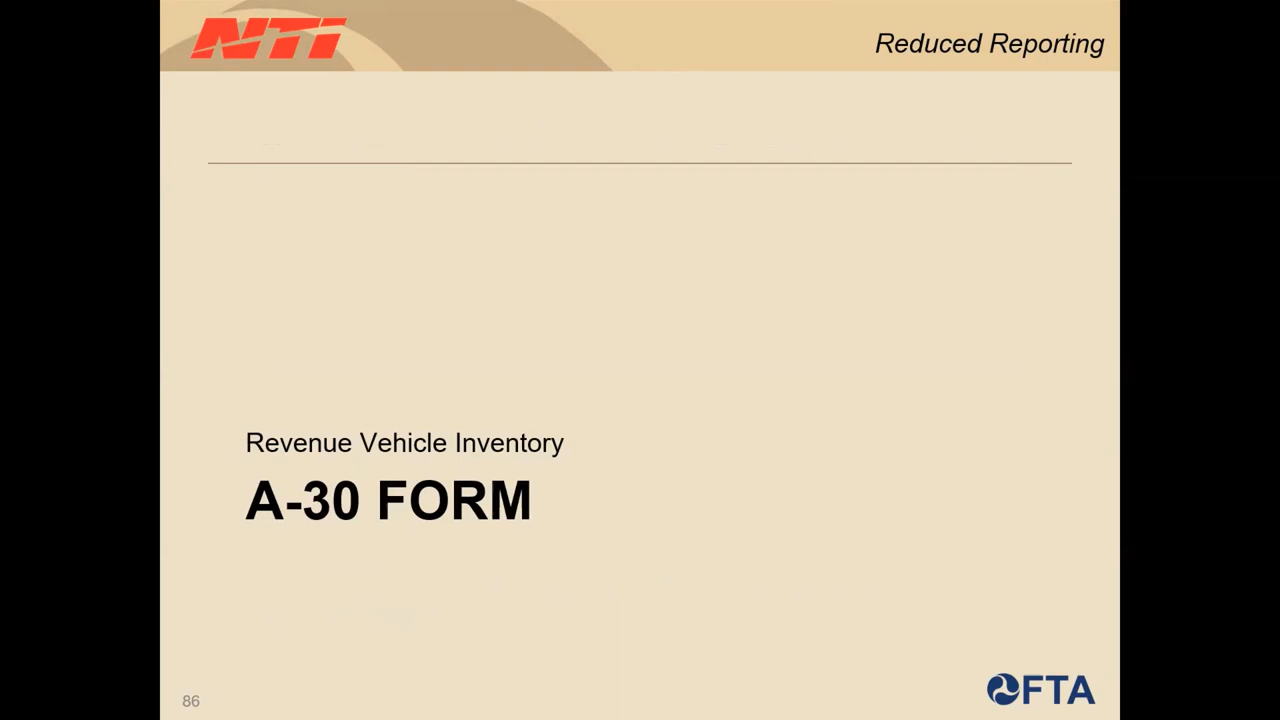 NTI
Reduced Reporting
Revenue Vehicle Inventory
A-30 FORM
86
FTA